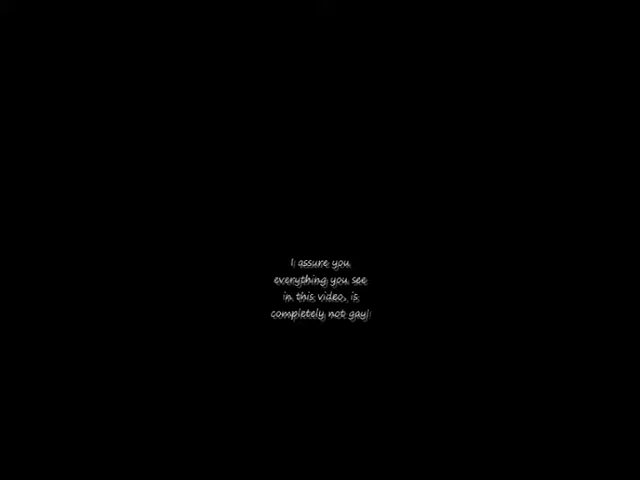 I assure you
everything you see
in this video, is
completely not gay!